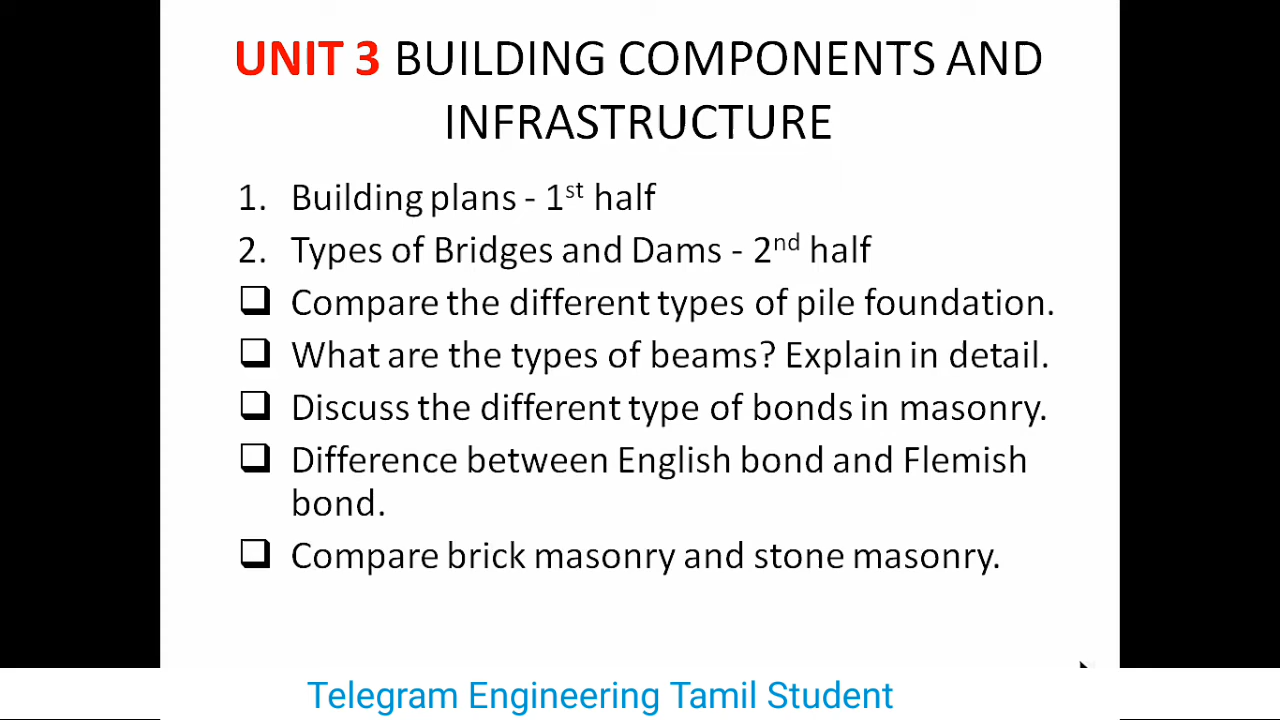 UNIT 3 BUILDING COMPONENTS AND
INFRASTRUCTURE
1. Building plans - 1st half
2. Types of Bridges and Dams - 2nd half
❑ Compare the different types of pile foundation.
❑ What are the types of beams? Explain in detail.
❑ Discuss the different type of bonds in masonry.
❑ Difference between English bond and Flemish
bond.
❑ Compare brick masonry and stone masonry.
Telegram Engineering Tamil Student